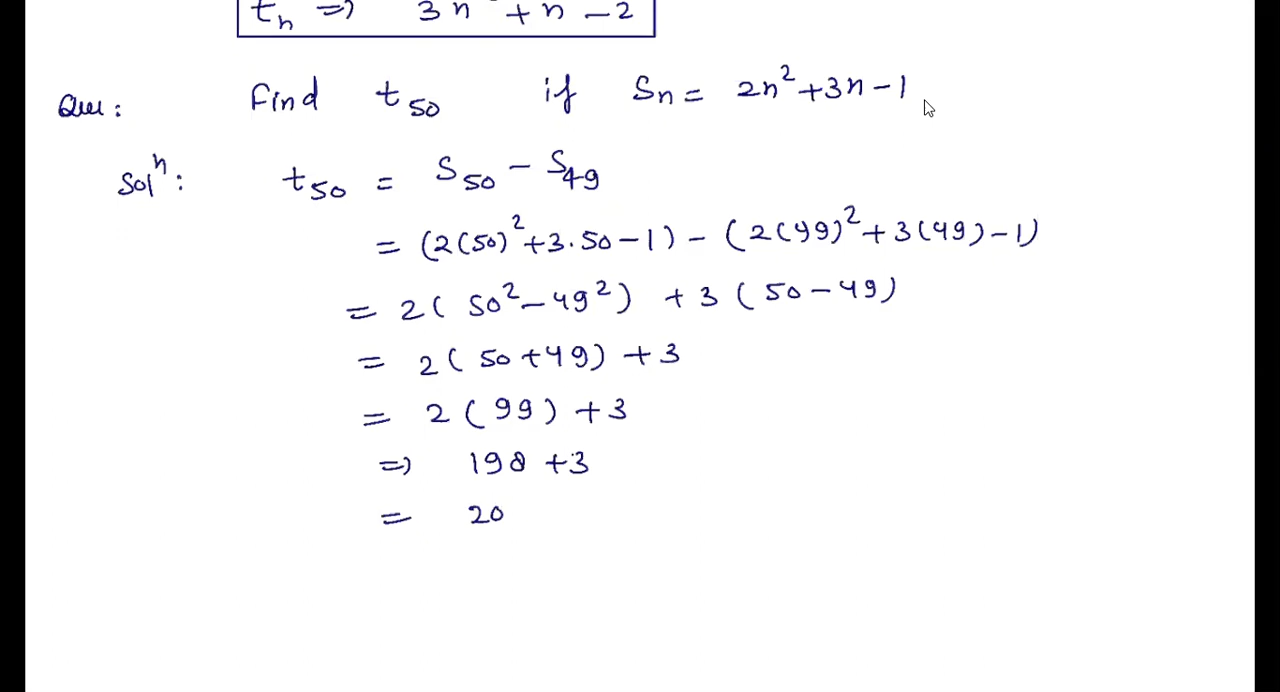 tₙ ⇒ 3n² + n - 2
Que: Find t₅₀ if Sₙ = 2n² + 3n - 1
Solⁿ: t₅₀ = S₅₀ - S₄₉
= (2(50)² + 3.50 - 1) - (2(49)² + 3(49) - 1)
= 2(50² - 49²) + 3(50 - 49)
= 2(50 + 49) + 3
= 2(99) + 3
⇒ 198 + 3
= 20